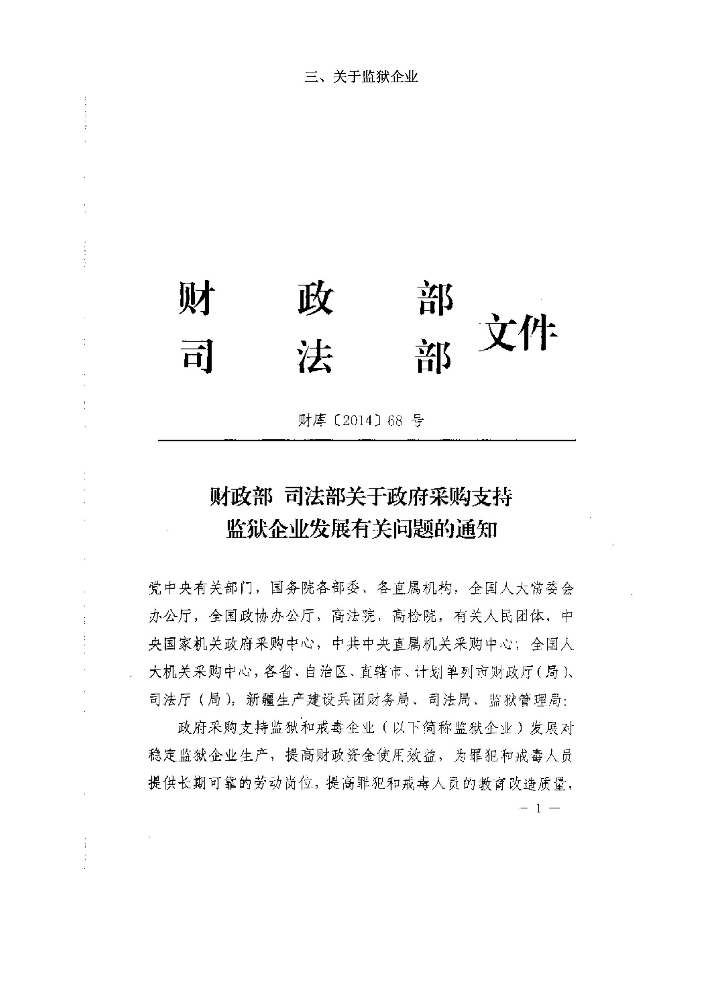 三、关于监狱企业
财政部
司法部
文件
财库〔2014〕68 号
财政部 司法部关于政府采购支持
监狱企业发展有关问题的通知
党中央有关部门，国务院各部委、各直属机构，全国人大常委会
办公厅，全国政协办公厅，高法院，高检院，有关人民团体，中
央国家机关政府采购中心，中共中央直属机关采购中心，全国人
大机关采购中心，各省、自治区、直辖市、计划单列市财政厅（局）、
司法厅（局），新疆生产建设兵团财务局、司法局、监狱管理局：
政府采购支持监狱和戒毒企业（以下简称监狱企业）发展对
稳定监狱企业生产，提高财政资金使用效益，为罪犯和戒毒人员
提供长期可靠的劳动岗位，提高罪犯和戒毒人员的教育改造质量，
— 1 —